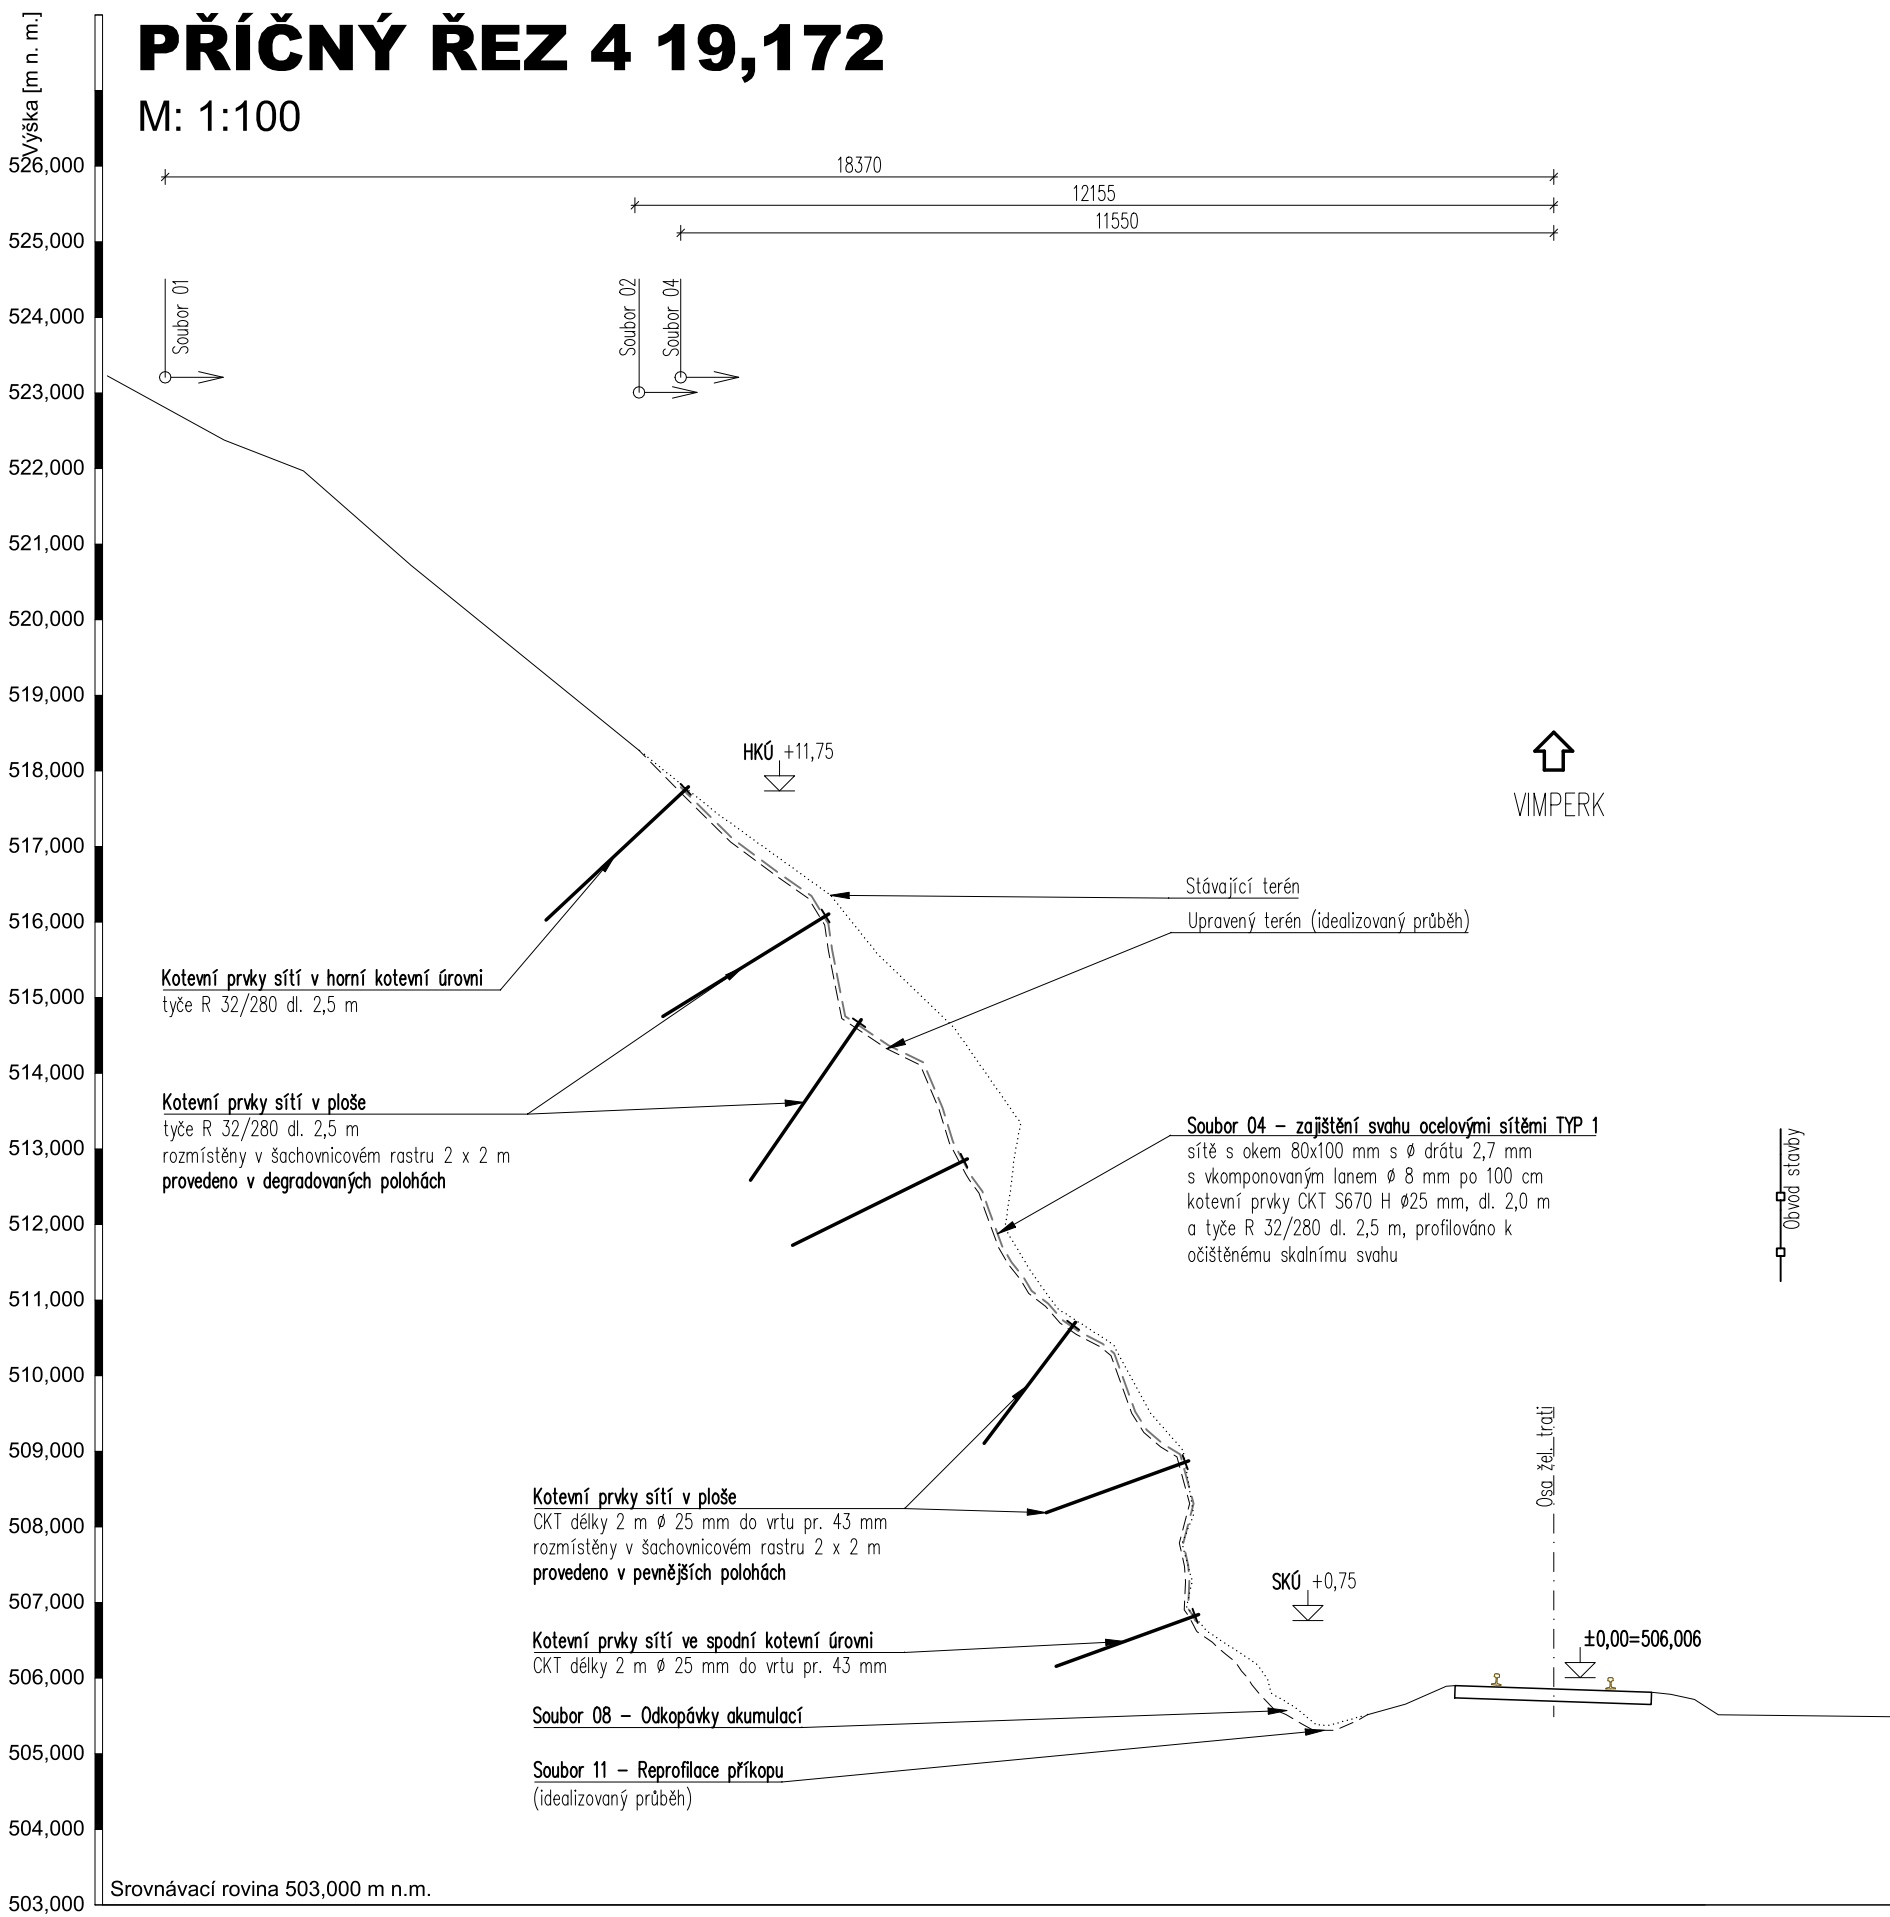 Výška [m n. m.]
PŘÍČNÝ ŘEZ 4 19,172
M: 1:100
526,000
525,000
524,000
523,000
522,000
521,000
520,000
519,000
518,000
517,000
516,000
515,000
514,000
513,000
512,000
511,000
510,000
509,000
508,000
507,000
506,000
505,000
504,000
503,000
18370
12155
11550
Soubor 01
Soubor 02
Soubor 04
HKÚ +11,75
VIMPERK
Stávající terén
Upravený terén (idealizovaný průběh)
Kotevní prvky sítí v horní kotevní úrovni
tyče R 32/280 dl. 2,5 m
Kotevní prvky sítí v ploše
tyče R 32/280 dl. 2,5 m
rozmístěny v šachovnicovém rastru 2 x 2 m
provedeno v degradovaných polohách
Soubor 04 – zajištění svahu ocelovými sítěmi TYP 1
sítě s okem 80x100 mm s ø drátu 2,7 mm
s vkomponovaným lanem ø 8 mm po 100 cm
kotevní prvky CKT S670 H ø25 mm, dl. 2,0 m
a tyče R 32/280 dl. 2,5 m, profilováno k
očištěnému skalnímu svahu
Obvod stavby
Osa žel. trati
Kotevní prvky sítí v ploše
CKT délky 2 m ø 25 mm do vrtu pr. 43 mm
rozmístěny v šachovnicovém rastru 2 x 2 m
provedeno v pevnějších polohách
SKÚ +0,75
±0,00=506,006
Kotevní prvky sítí ve spodní kotevní úrovni
CKT délky 2 m ø 25 mm do vrtu pr. 43 mm
Soubor 08 – Odkopávky akumulací
Soubor 11 – Reprofilace příkopu
(idealizovaný průběh)
Srovnávací rovina 503,000 m n.m.